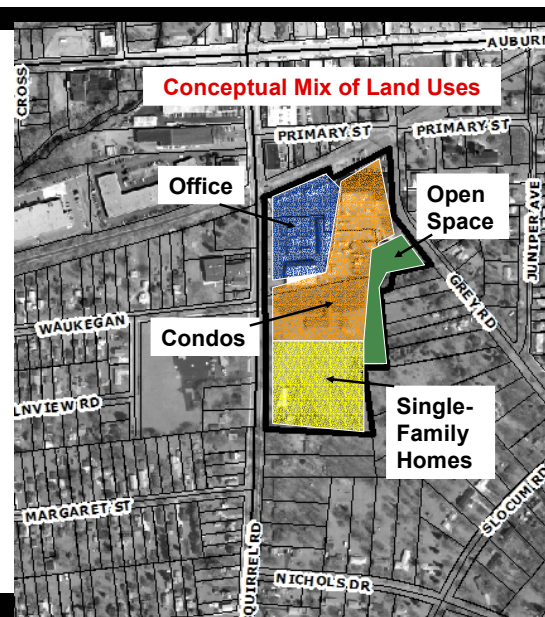 AUBURN
CROSS
Conceptual Mix of Land Uses
PRIMARY ST
PRIMARY ST
Office
Open
Space
JUNIPER AVE
GREY RD
WAUKEGAN
Condos
LNVIEW RD
Single-
Family
Homes
MARGARET ST
SLOCUM RD
QUIRREL RD
NICHOLS DR